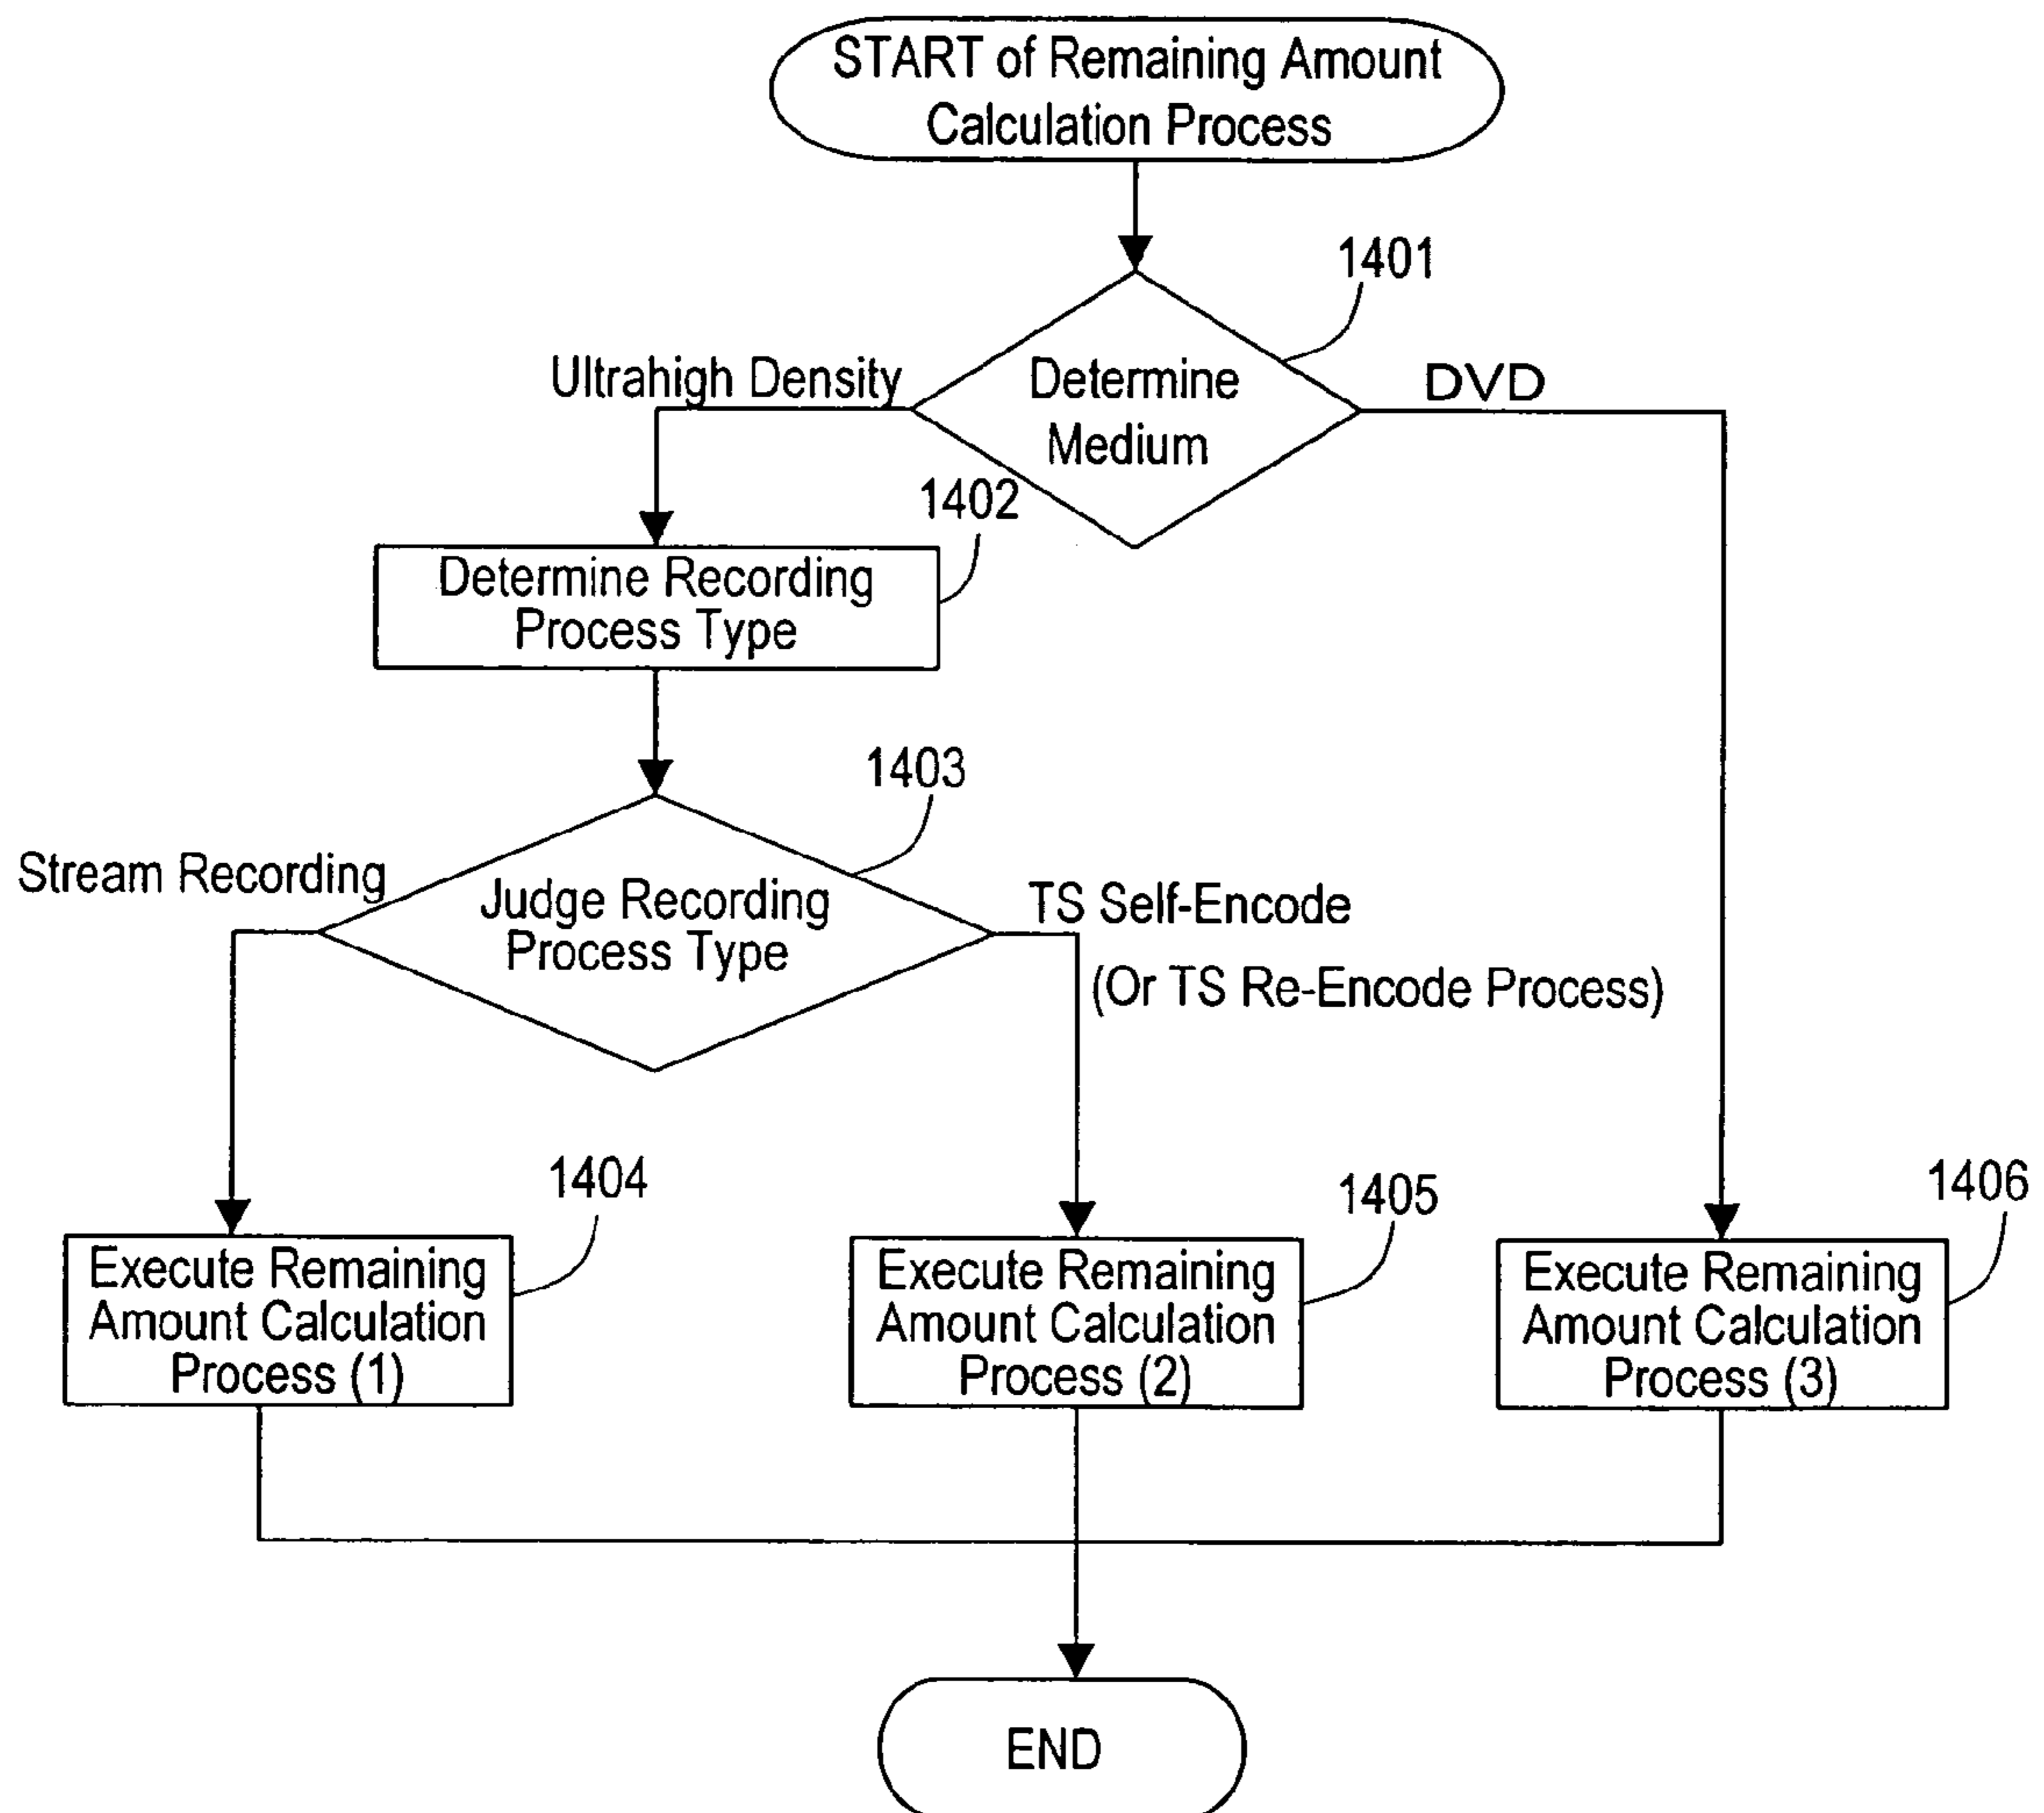 START of Remaining Amount
Calculation Process
1401
Ultrahigh Density
Determine
Medium
DVD
1402
Determine Recording
Process Type
1403
Stream Recording
Judge Recording
Process Type
TS Self-Encode
(Or TS Re-Encode Process)
1404
Execute Remaining
Amount Calculation
Process (1)
1405
Execute Remaining
Amount Calculation
Process (2)
1406
Execute Remaining
Amount Calculation
Process (3)
END